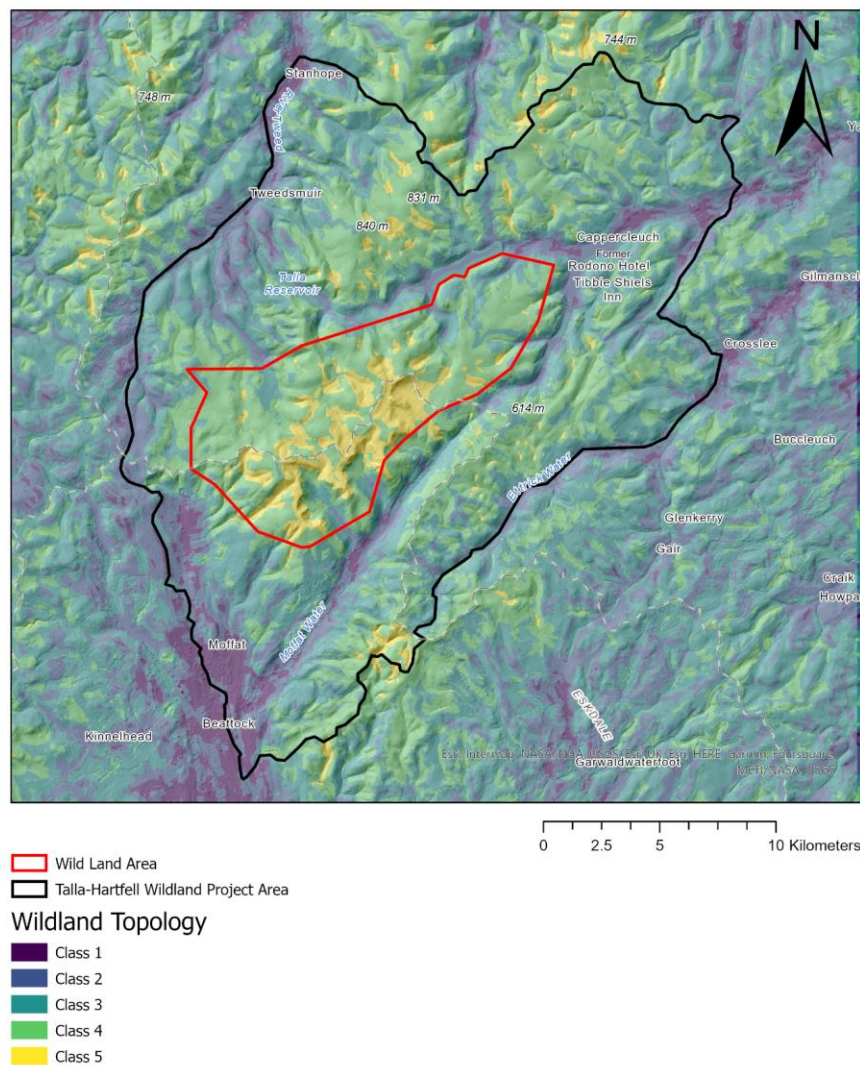 744 m
N
Stanhope
748 m
River Tweed
Tweedsmuir
831 m
840 m
Cappercleuch
Former
Rodono Hotel
Tibble Shiels
Inn
Talla
Reservoir
Crosslee
614 m
Buccleuch
Ettrick Water
Glenkerry
Gair
Craik
Moffat Water
Moffat
Beattock
Kinnelhead
ESKDALE
Garwaldwaterfoot
0 2.5 5 10 Kilometers
Wild Land Area
Talla-Hartfell Wildland Project Area
Wildland Topology
Class 1
Class 2
Class 3
Class 4
Class 5